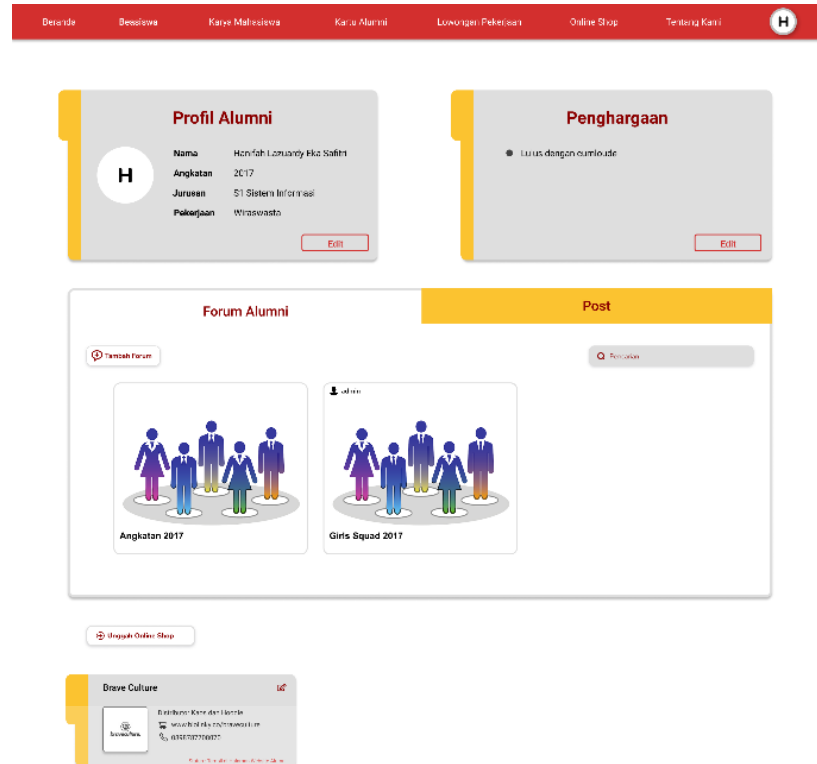 Beranda Beasiswa Karya Mahasiswa Kartu Alumni Lowongan Pekerjaan Online Shop Tentang Kami H
Profil Alumni
H
Nama Hanifah Lazuardy Eka Safitri
Angkatan 2017
Jurusan S1 Sistem Informasi
Pekerjaan Wiraswasta
Edit
Penghargaan
Lulus dengan cumloude
Edit
Forum Alumni
Post
Tambah Forum
Pencarian
Angkatan 2017
admin
Girls Squad 2017
Unggah Online Shop
Brave Culture
braveculture.
Distributor Kaos dan Hoodie